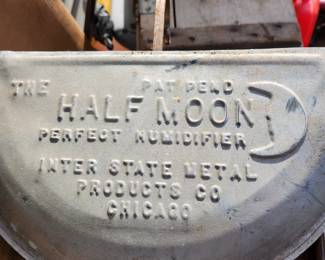 THE PAT PEND
HALF MOON
PERFECT HUMIDIFIER
INTER STATE METAL
PRODUCTS CO
CHICAGO